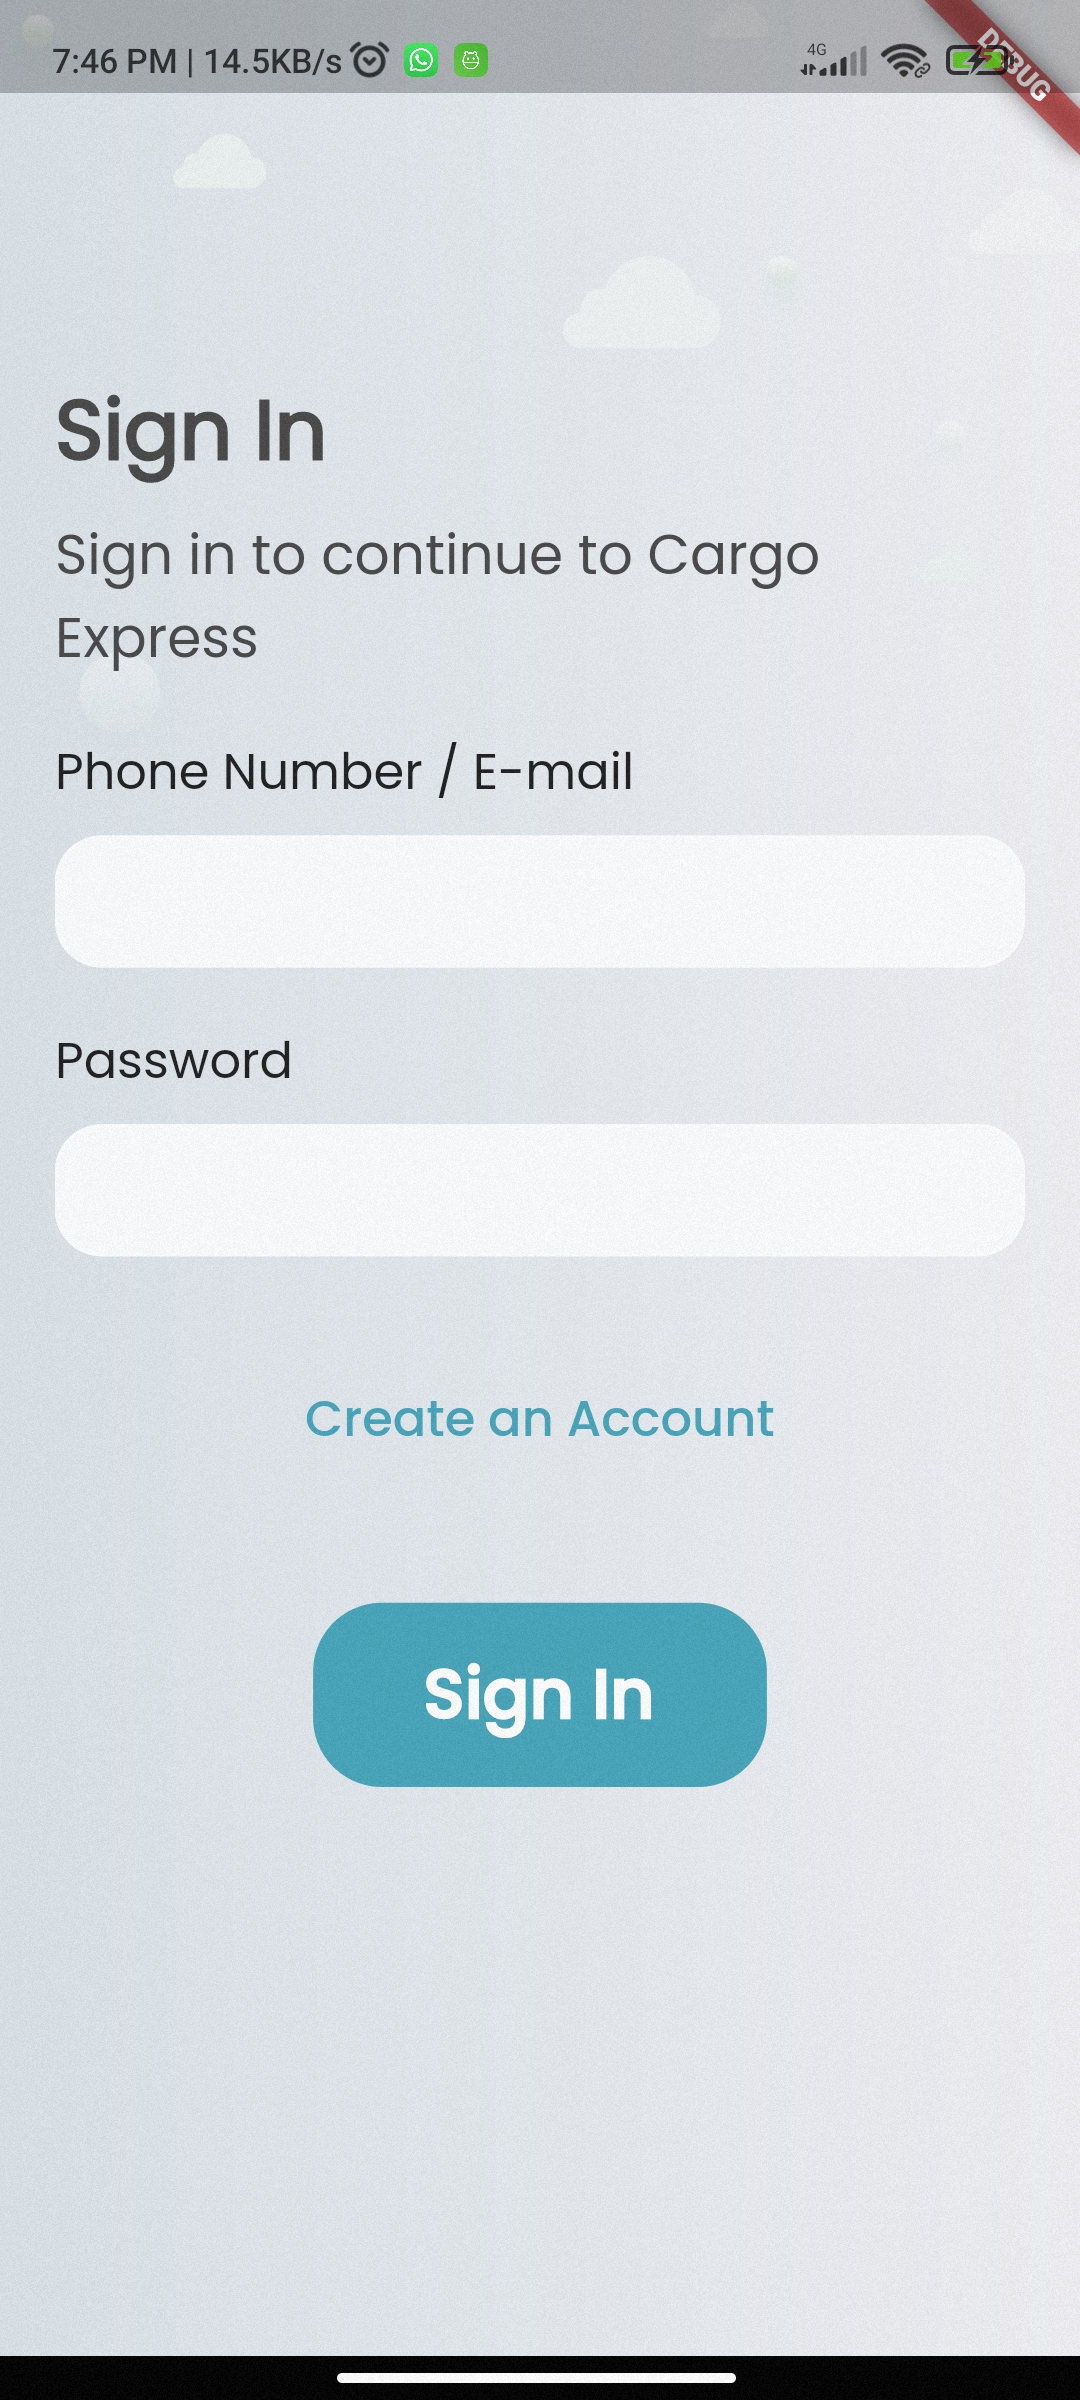 7:46 PM | 14.5KB/s
4G
DEBUG
Sign In
Sign in to continue to Cargo
Express
Phone Number / E-mail
Password
Create an Account
Sign In